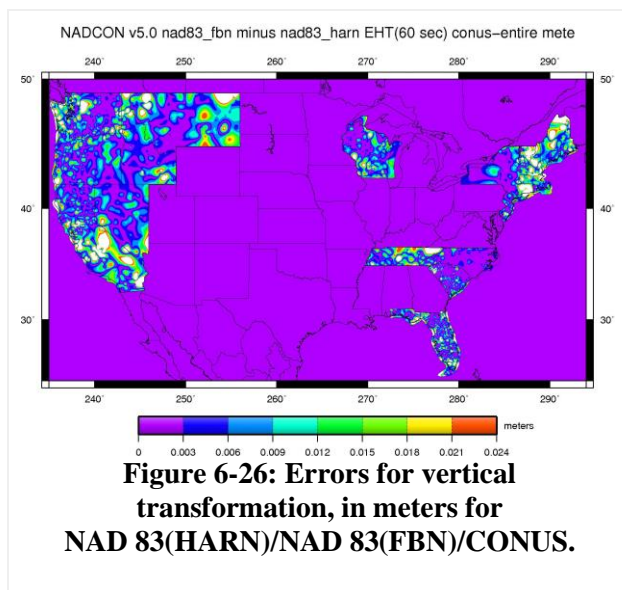 NADCON v5.0 nad83_fbn minus nad83_harn EHT(60 sec) conus−entire mete
240˚ 250˚ 260˚ 270˚ 280˚ 290˚
50˚ 50˚
40˚ 40˚
30˚ 30˚
240˚ 250˚ 260˚ 270˚ 280˚ 290˚
meters
0 0.003 0.006 0.009 0.012 0.015 0.018 0.021 0.024
Figure 6-26: Errors for vertical
transformation, in meters for
NAD 83(HARN)/NAD 83(FBN)/CONUS.